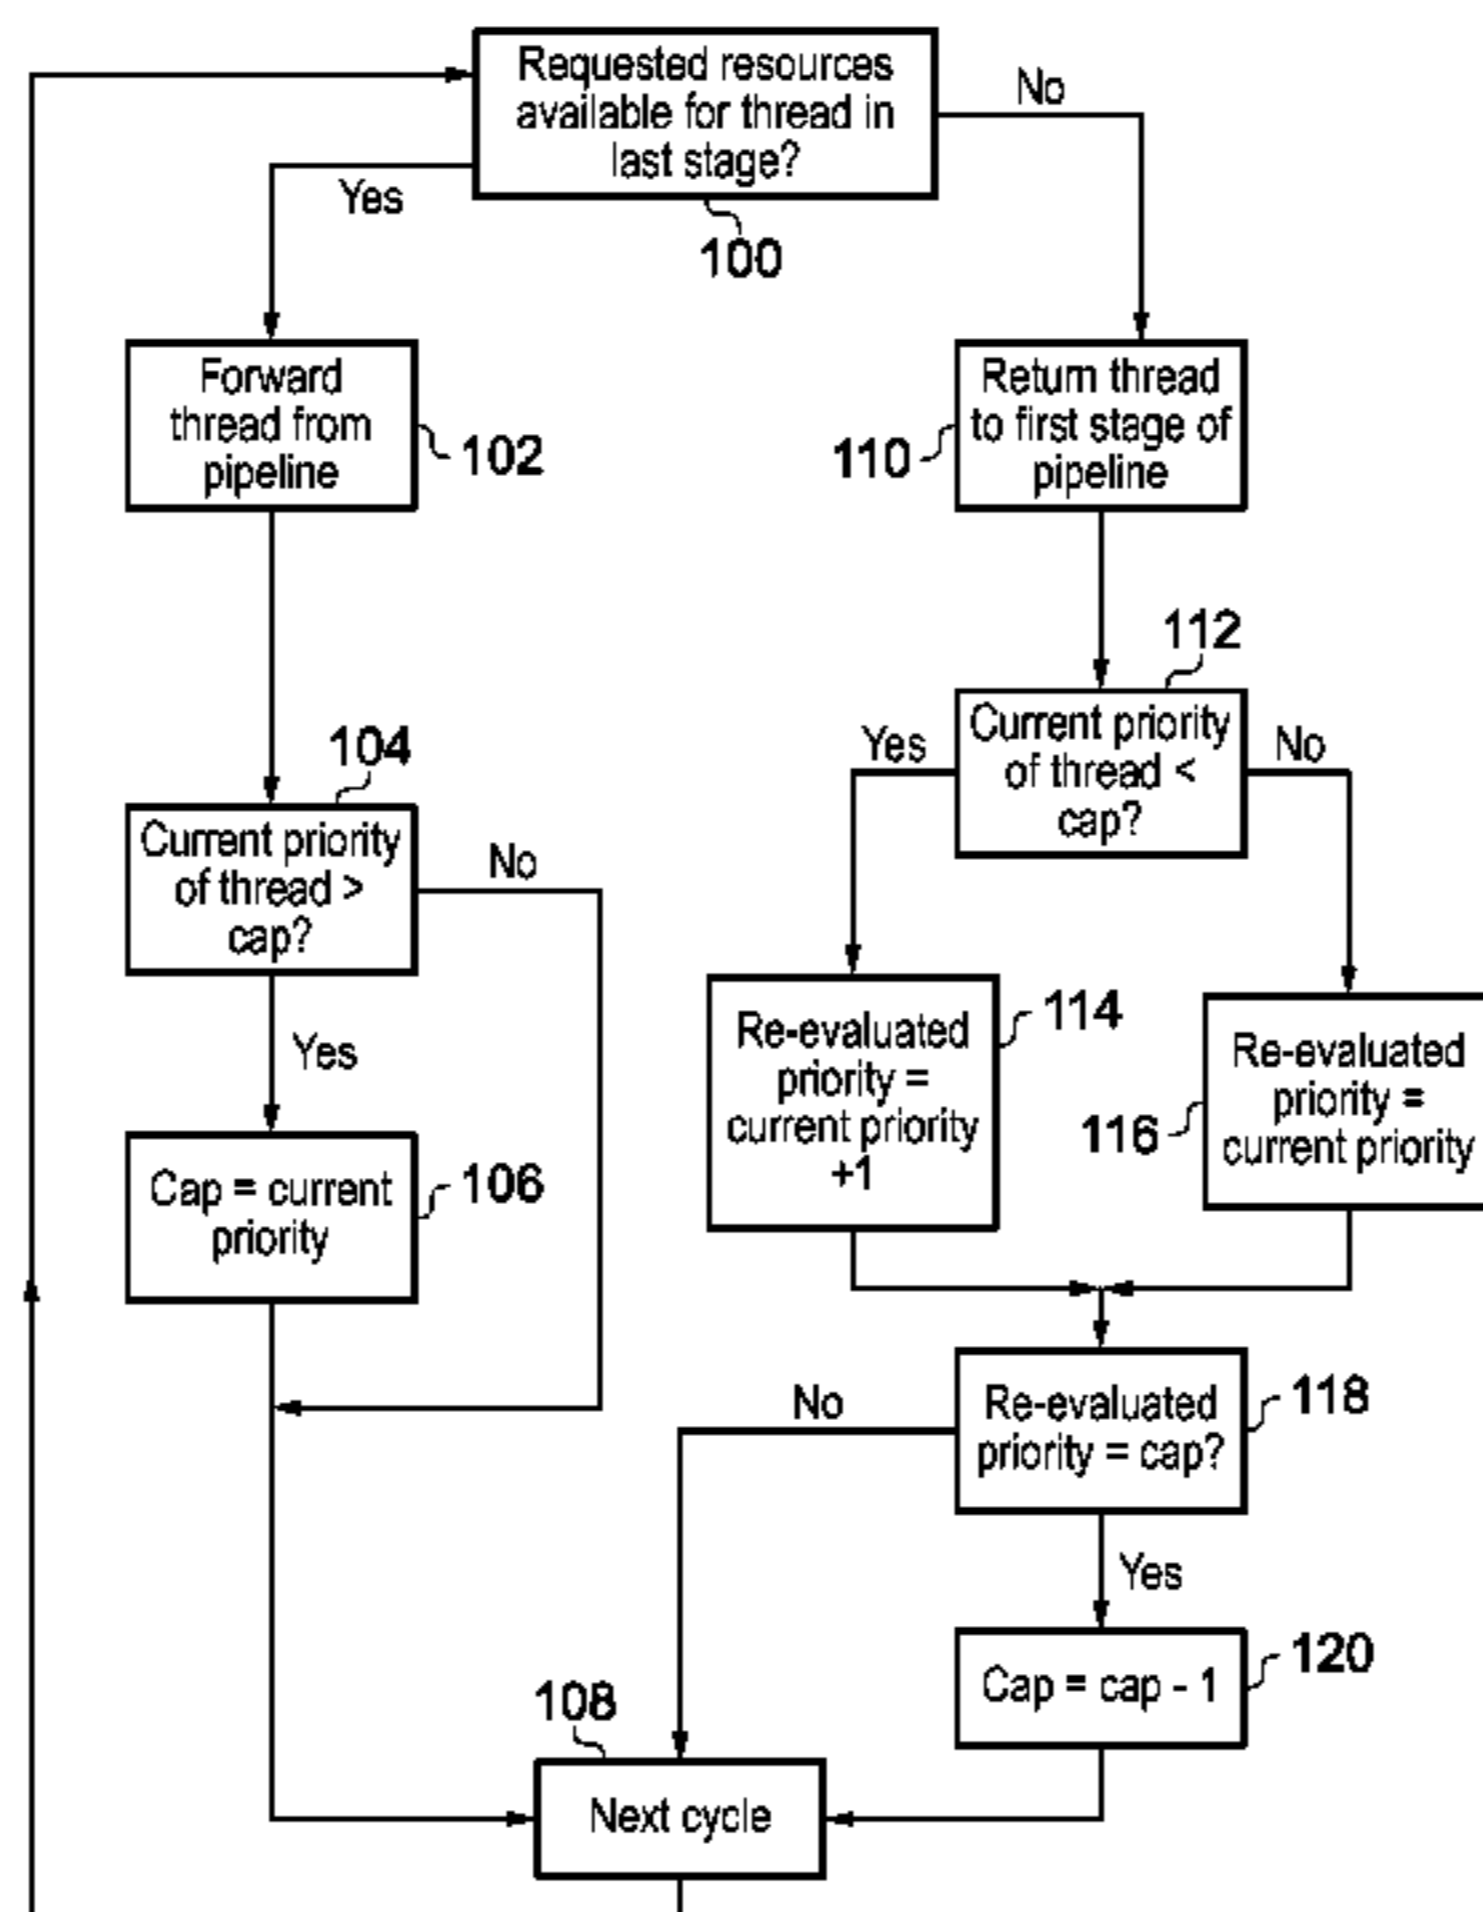 Requested resources
available for thread in
last stage?
No
Yes
100
Forward
thread from
pipeline
102
Return thread
to first stage of
pipeline
110
112
Current priority
of thread <
cap?
Yes
No
104
Current priority
of thread >
cap?
No
Yes
Re-evaluated
priority =
current priority
+1
114
Re-evaluated
priority =
current priority
116
Cap = current
priority
106
Re-evaluated
priority = cap?
118
No
Yes
Cap = cap - 1
120
108
Next cycle